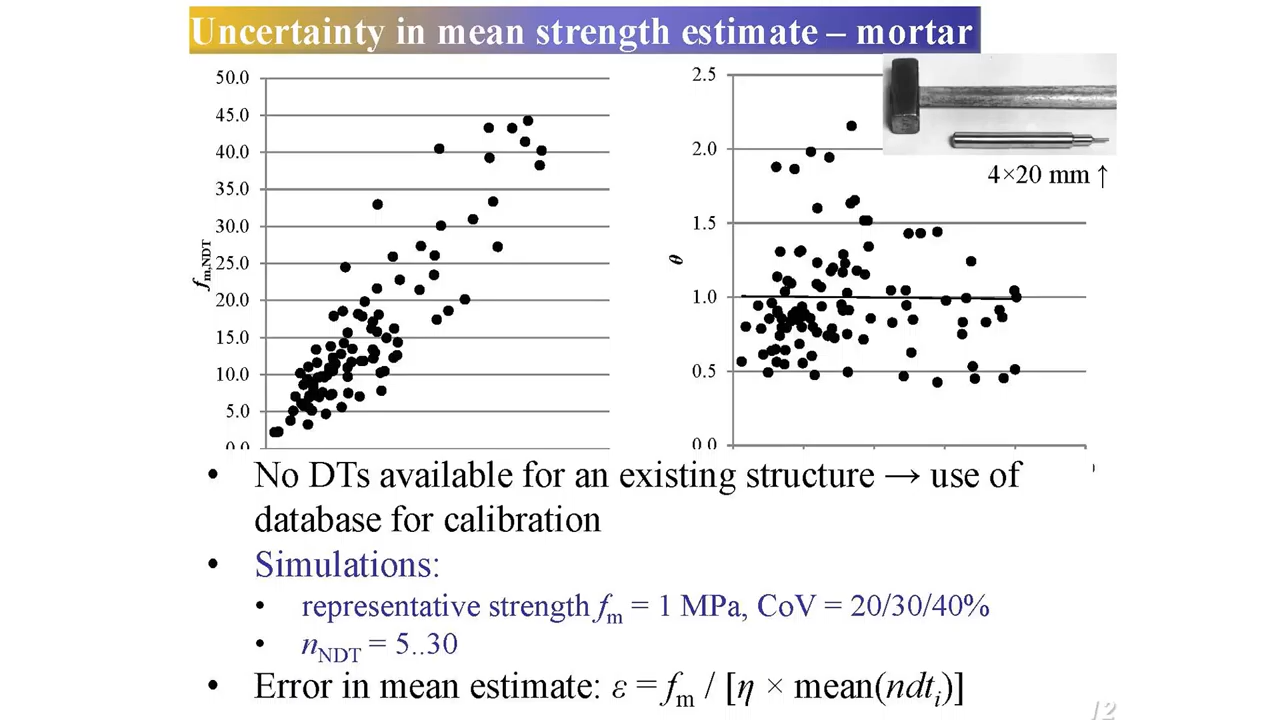 Uncertainty in mean strength estimate – mortar
50.0
45.0
40.0
35.0
30.0
25.0
20.0
15.0
10.0
5.0
0.0
fm,NDT
2.5
2.0
1.5
1.0
0.5
0.0
θ
4×20 mm ↑
• No DTs available for an existing structure → use of
database for calibration
• Simulations:
• representative strength fm = 1 MPa, CoV = 20/30/40%
• nNDT = 5..30
• Error in mean estimate: ε = fm / [η × mean(ndti)]